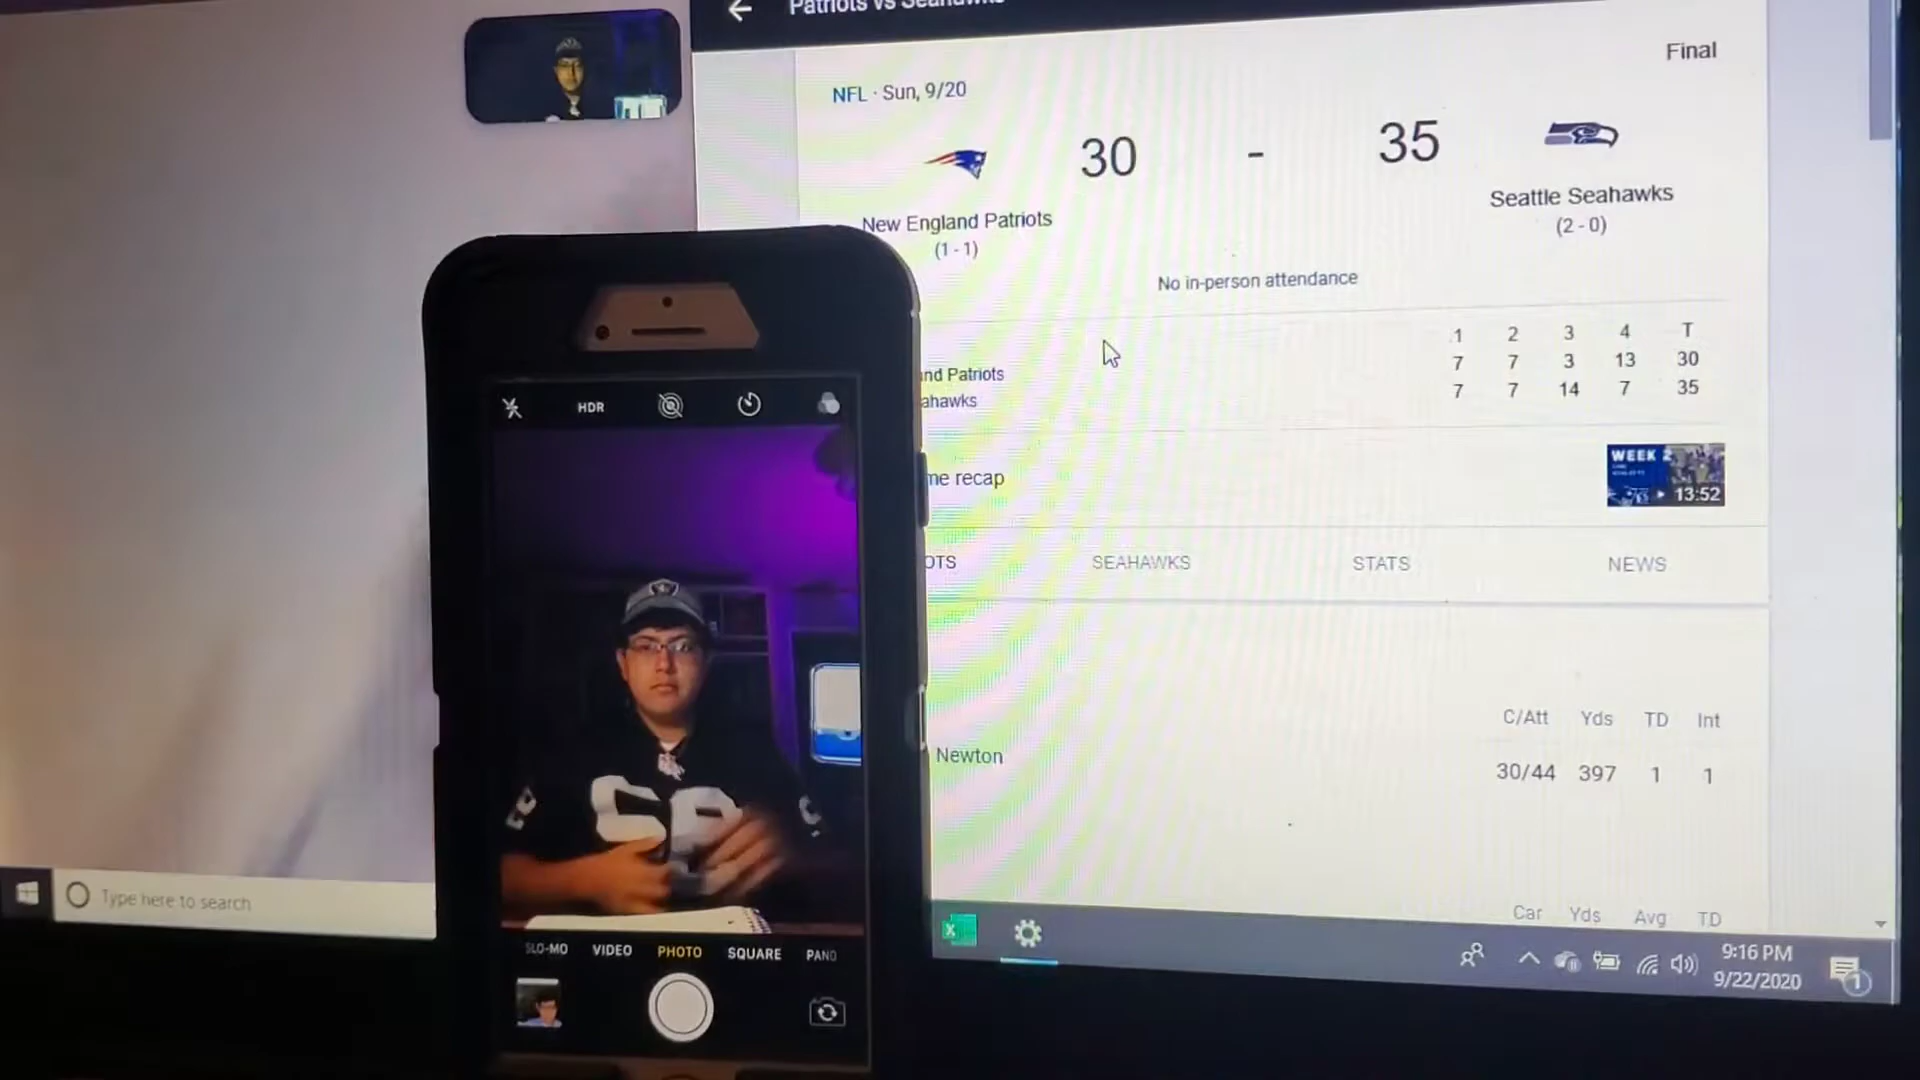 Patriots vs Seahawks
Final
NFL · Sun, 9/20
30 - 35
New England Patriots
(1 - 1)
Seattle Seahawks
(2 - 0)
No in-person attendance
1 2 3 4 T
nd Patriots 7 7 3 13 30
ahawks 7 7 14 7 35
me recap
WEEK 2
13:52
OTS SEAHAWKS STATS NEWS
C/Att Yds TD Int
Newton 30/44 397 1 1
Car Yds Avg TD
HDR
SLO-MO VIDEO PHOTO SQUARE PANO
Type here to search
9:16 PM
9/22/2020
1